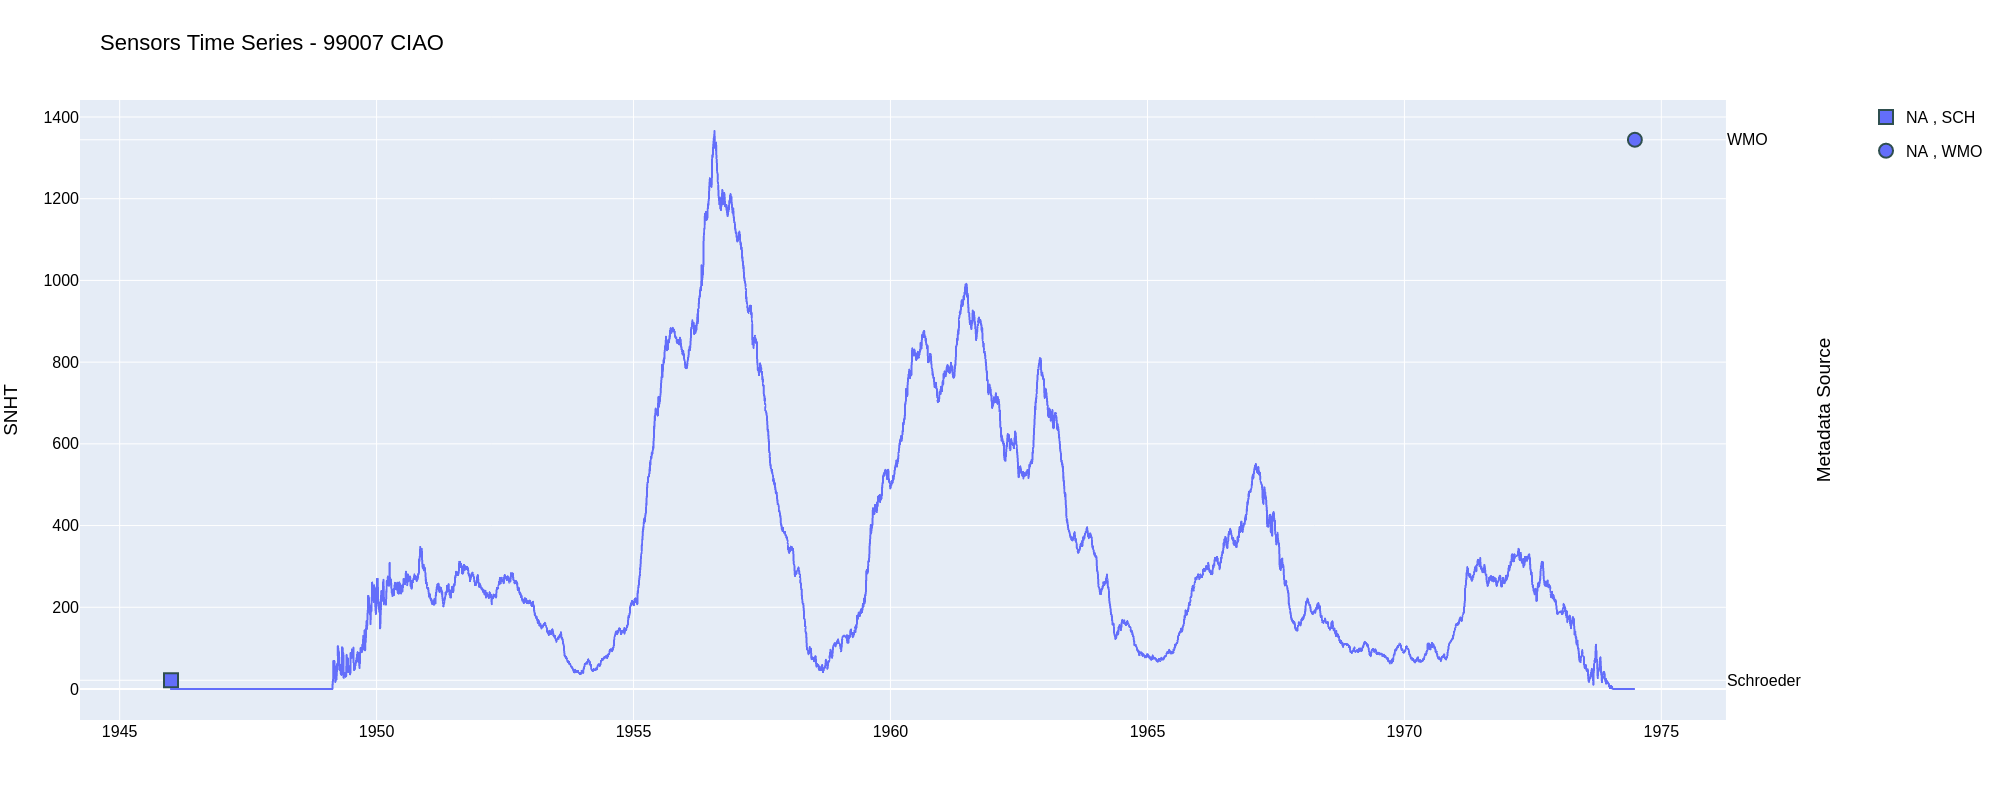 Sensors Time Series - 99007 CIAO
1400
1200
1000
800
600
400
200
0
SNHT
1945
1950
1955
1960
1965
1970
1975
WMO
Schroeder
Metadata Source
NA , SCH
NA , WMO